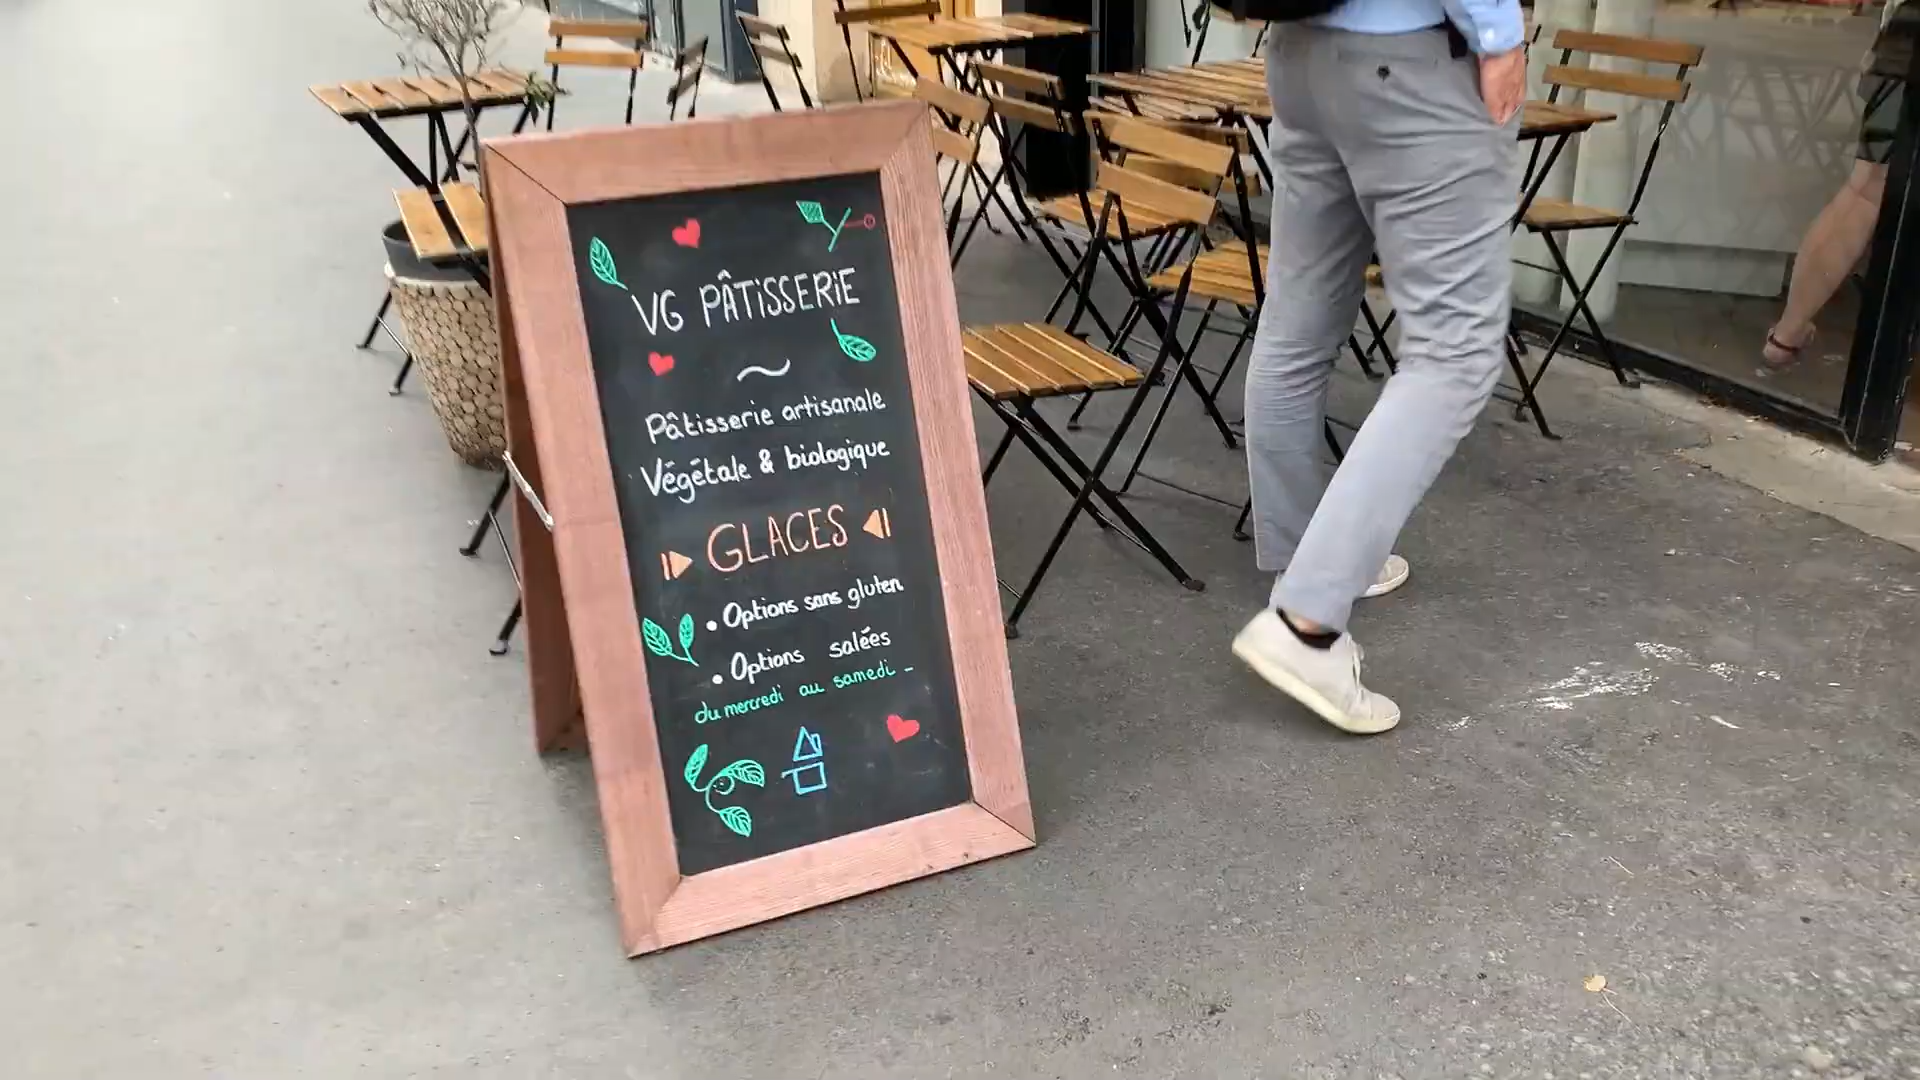 VG PÂTiSSERiE
~
Pâtisserie artisanale
Végétale & biologique
GLACES
• Options sans gluten
• Options salées
du mercredi au samedi -